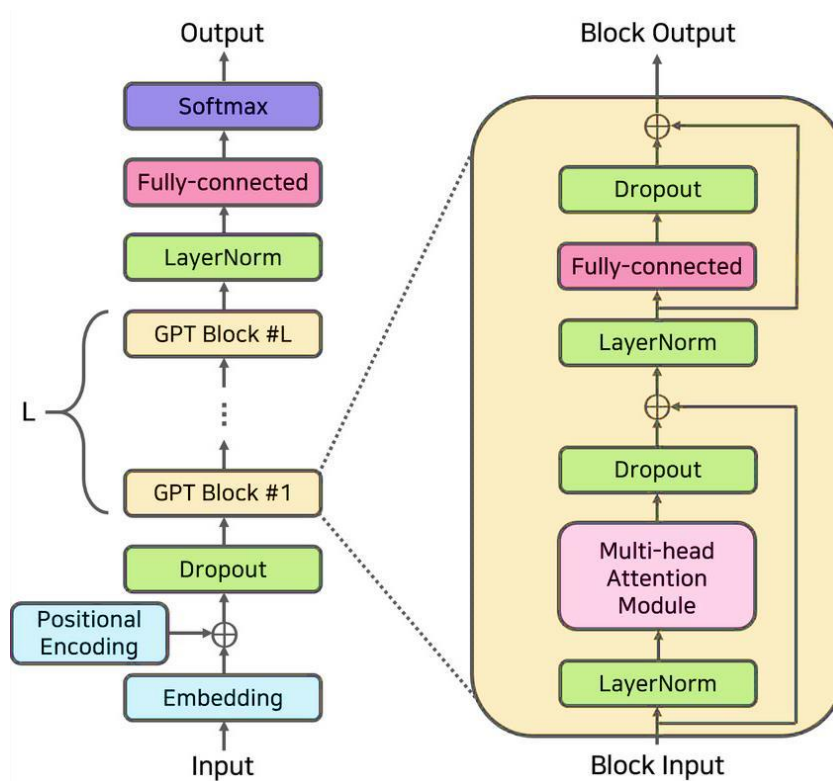 Output
Softmax
Fully-connected
LayerNorm
GPT Block #L
L
GPT Block #1
Dropout
Positional
Encoding
Embedding
Input
Block Output
Dropout
Fully-connected
LayerNorm
Dropout
Multi-head
Attention
Module
LayerNorm
Block Input